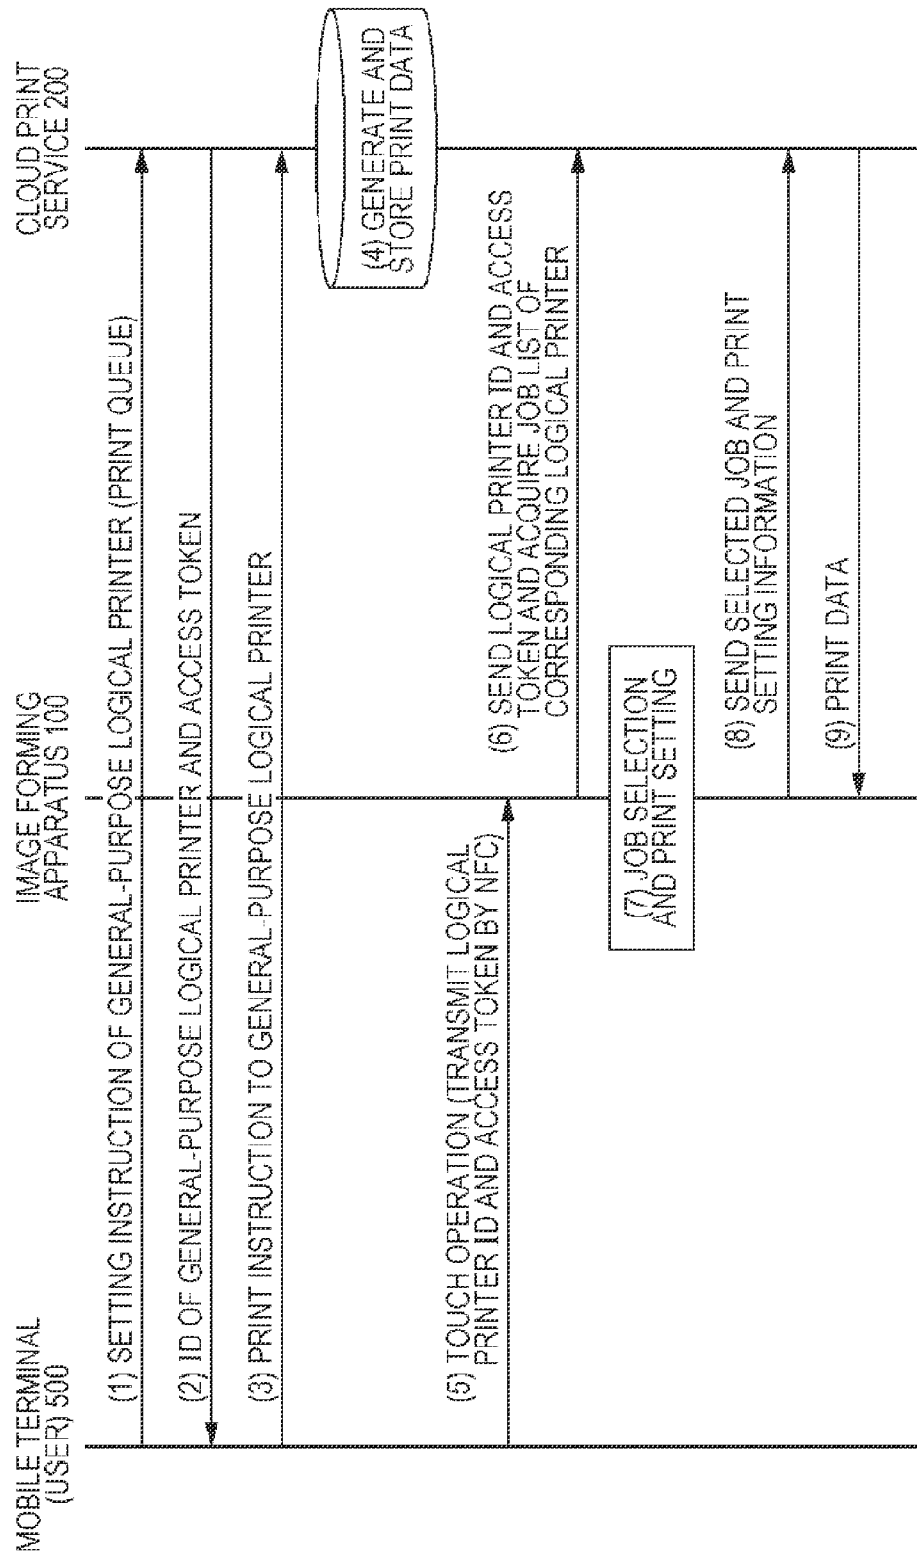 MOBILE TERMINAL
(USER) 500
IMAGE FORMING
APPARATUS 100
CLOUD PRINT
SERVICE 200
(1) SETTING INSTRUCTION OF GENERAL-PURPOSE LOGICAL PRINTER (PRINT QUEUE)
(2) ID OF GENERAL-PURPOSE LOGICAL PRINTER AND ACCESS TOKEN
(3) PRINT INSTRUCTION TO GENERAL-PURPOSE LOGICAL PRINTER
(4) GENERATE AND
STORE PRINT DATA
(5) TOUCH OPERATION (TRANSMIT LOGICAL
PRINTER ID AND ACCESS TOKEN BY NFC)
(6) SEND LOGICAL PRINTER ID AND ACCESS
TOKEN AND ACQUIRE JOB LIST OF
CORRESPONDING LOGICAL PRINTER
(7) JOB SELECTION
AND PRINT SETTING
(8) SEND SELECTED JOB AND PRINT
SETTING INFORMATION
(9) PRINT DATA